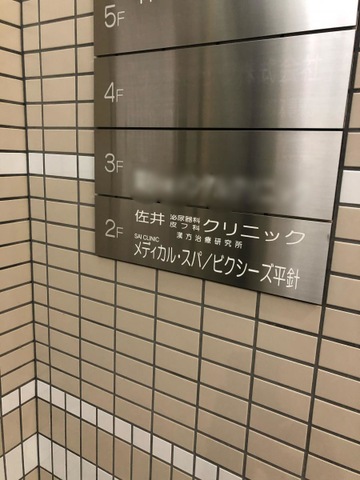 5F
4F
3F
2F 佐井 泌尿器科 皮フ科 クリニック
SAI CLINIC 漢方治療研究所
メディカル・スパ/ピクシーズ平針